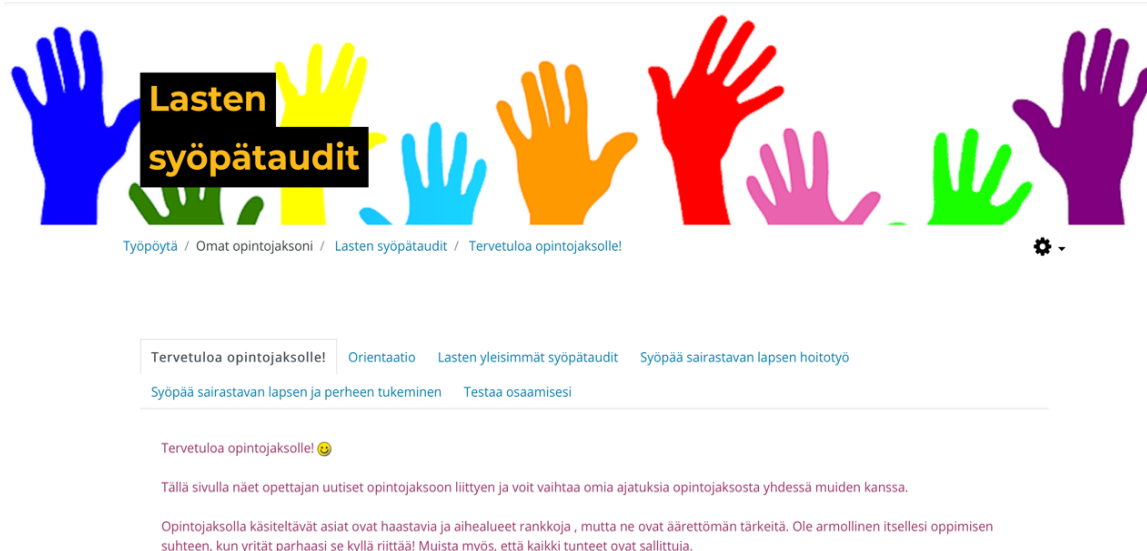 Lasten
syöpätaudit
Työpöytä / Omat opintojaksoni / Lasten syöpätaudit / Tervetuloa opintojaksolle!
Tervetuloa opintojaksolle! Orientaatio Lasten yleisimmät syöpätaudit Syöpää sairastavan lapsen hoitotyö
Syöpää sairastavan lapsen ja perheen tukeminen Testaa osaamisesi
Tervetuloa opintojaksolle!
Tällä sivulla näet opettajan uutiset opintojaksoon liittyen ja voit vaihtaa omia ajatuksia opintojaksosta yhdessä muiden kanssa.
Opintojaksolla käsiteltävät asiat ovat haastavia ja aihealueet rankkoja , mutta ne ovat äärettömän tärkeitä. Ole armollinen itsellesi oppimisen
suhteen, kun yrität parhaasi se kyllä riittää! Muista myös, että kaikki tunteet ovat sallittuja.